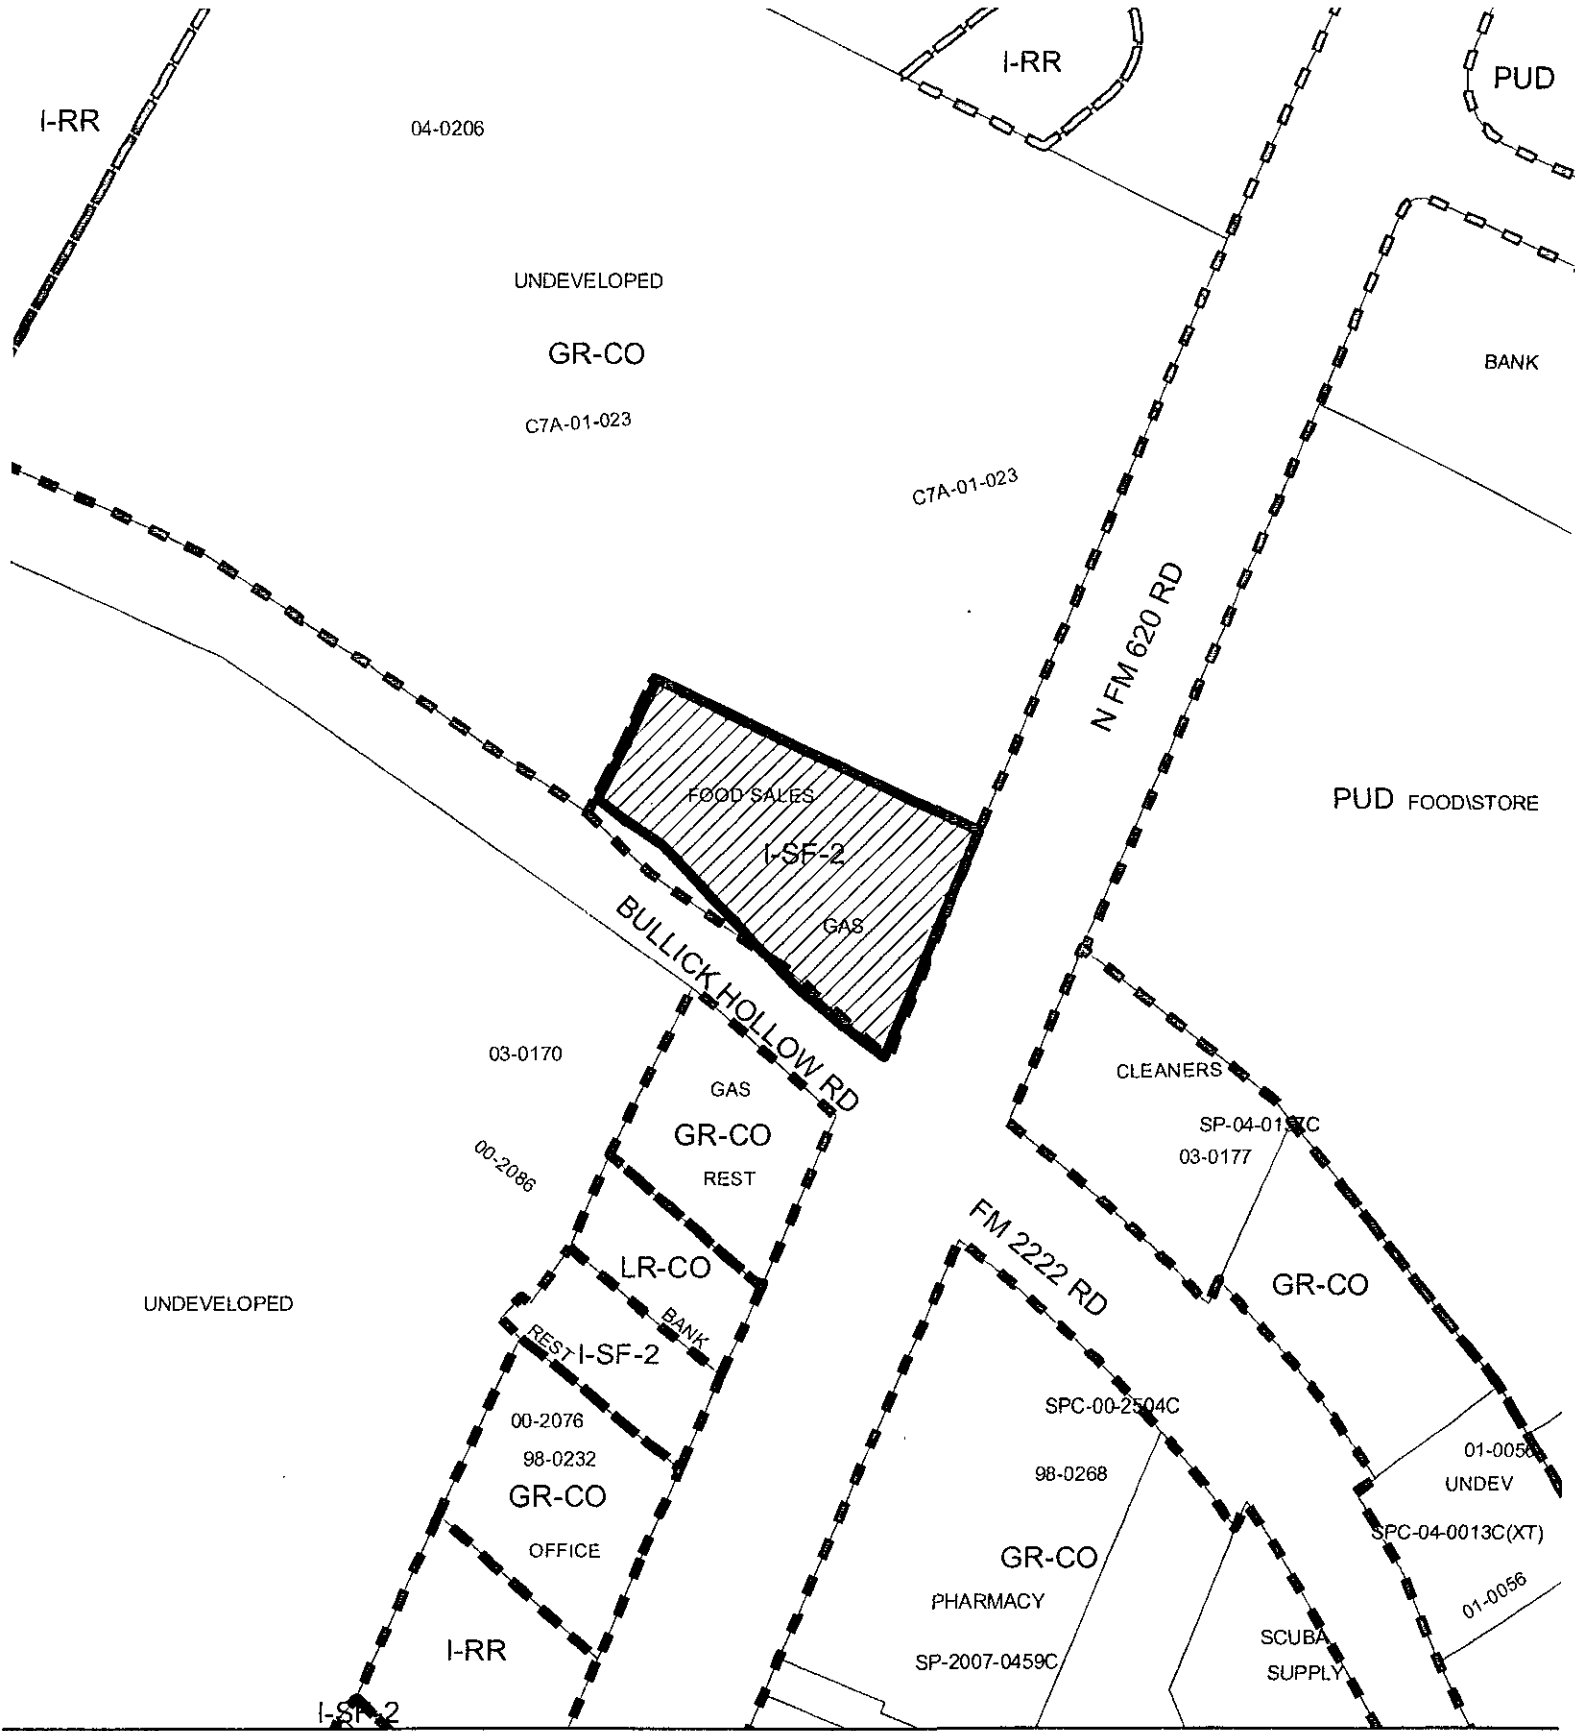 I-RR
PUD
I-RR
04-0206
UNDEVELOPED
GR-CO
BANK
C7A-01-023
C7A-01-023
N FM 620 RD
FOOD SALES
PUD FOOD\STORE
I-SF-2
GAS
BULLICK HOLLOW RD
03-0170
GAS
CLEANERS
GR-CO
03-0177
00-2086
REST
FM 2222 RD
LR-CO
GR-CO
UNDEVELOPED
BANK
REST
I-SF-2
00-2076
SPC-00-2504C
98-0232
01-0056
98-0268
UNDEV
GR-CO
OFFICE
SPC-04-0013C(XT)
GR-CO
PHARMACY
01-0056
I-RR
SCUBA
SUPPLY
SP-2007-0459C
I-SF-2